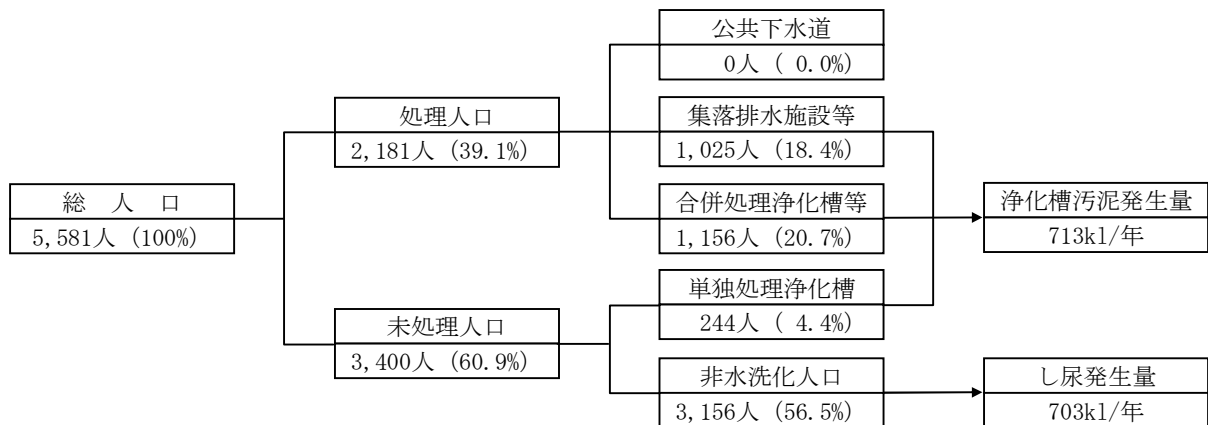 公共下水道
0人 ( 0.0%)
処理人口
2,181人 (39.1%)
集落排水施設等
1,025人 (18.4%)
総 人 口
5,581人 (100%)
合併処理浄化槽等
1,156人 (20.7%)
浄化槽汚泥発生量
713kl/年
未処理人口
3,400人 (60.9%)
単独処理浄化槽
244人 ( 4.4%)
非水洗化人口
3,156人 (56.5%)
し尿発生量
703kl/年